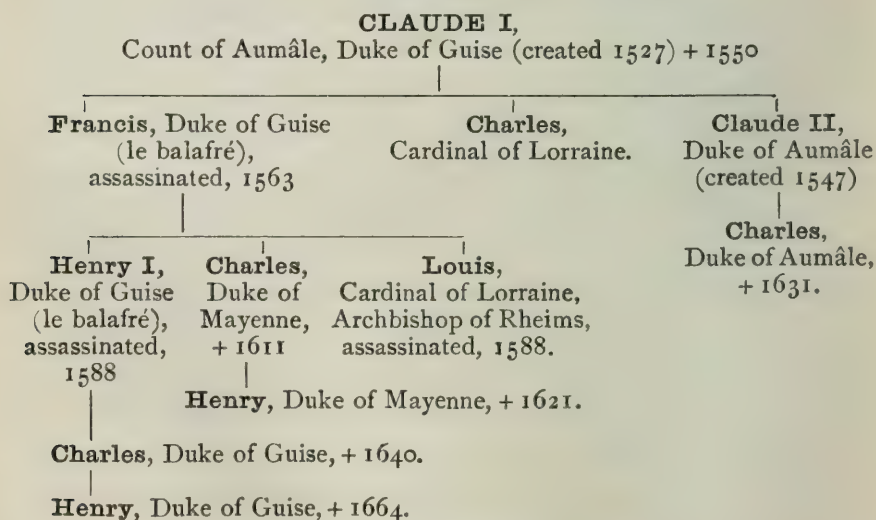 CLAUDE I,
Count of Aumâle, Duke of Guise (created 1527) + 1550
Francis, Duke of Guise
(le balafré),
assassinated, 1563
Charles,
Cardinal of Lorraine.
Claude II,
Duke of Aumâle
(created 1547)
Charles,
Duke of Aumâle,
+ 1631.
Henry I,
Duke of Guise
(le balafré),
assassinated,
1588
Charles,
Duke of
Mayenne,
+ 1611
Louis,
Cardinal of Lorraine,
Archbishop of Rheims,
assassinated, 1588.
Henry, Duke of Mayenne, + 1621.
Charles, Duke of Guise, + 1640.
Henry, Duke of Guise, + 1664.